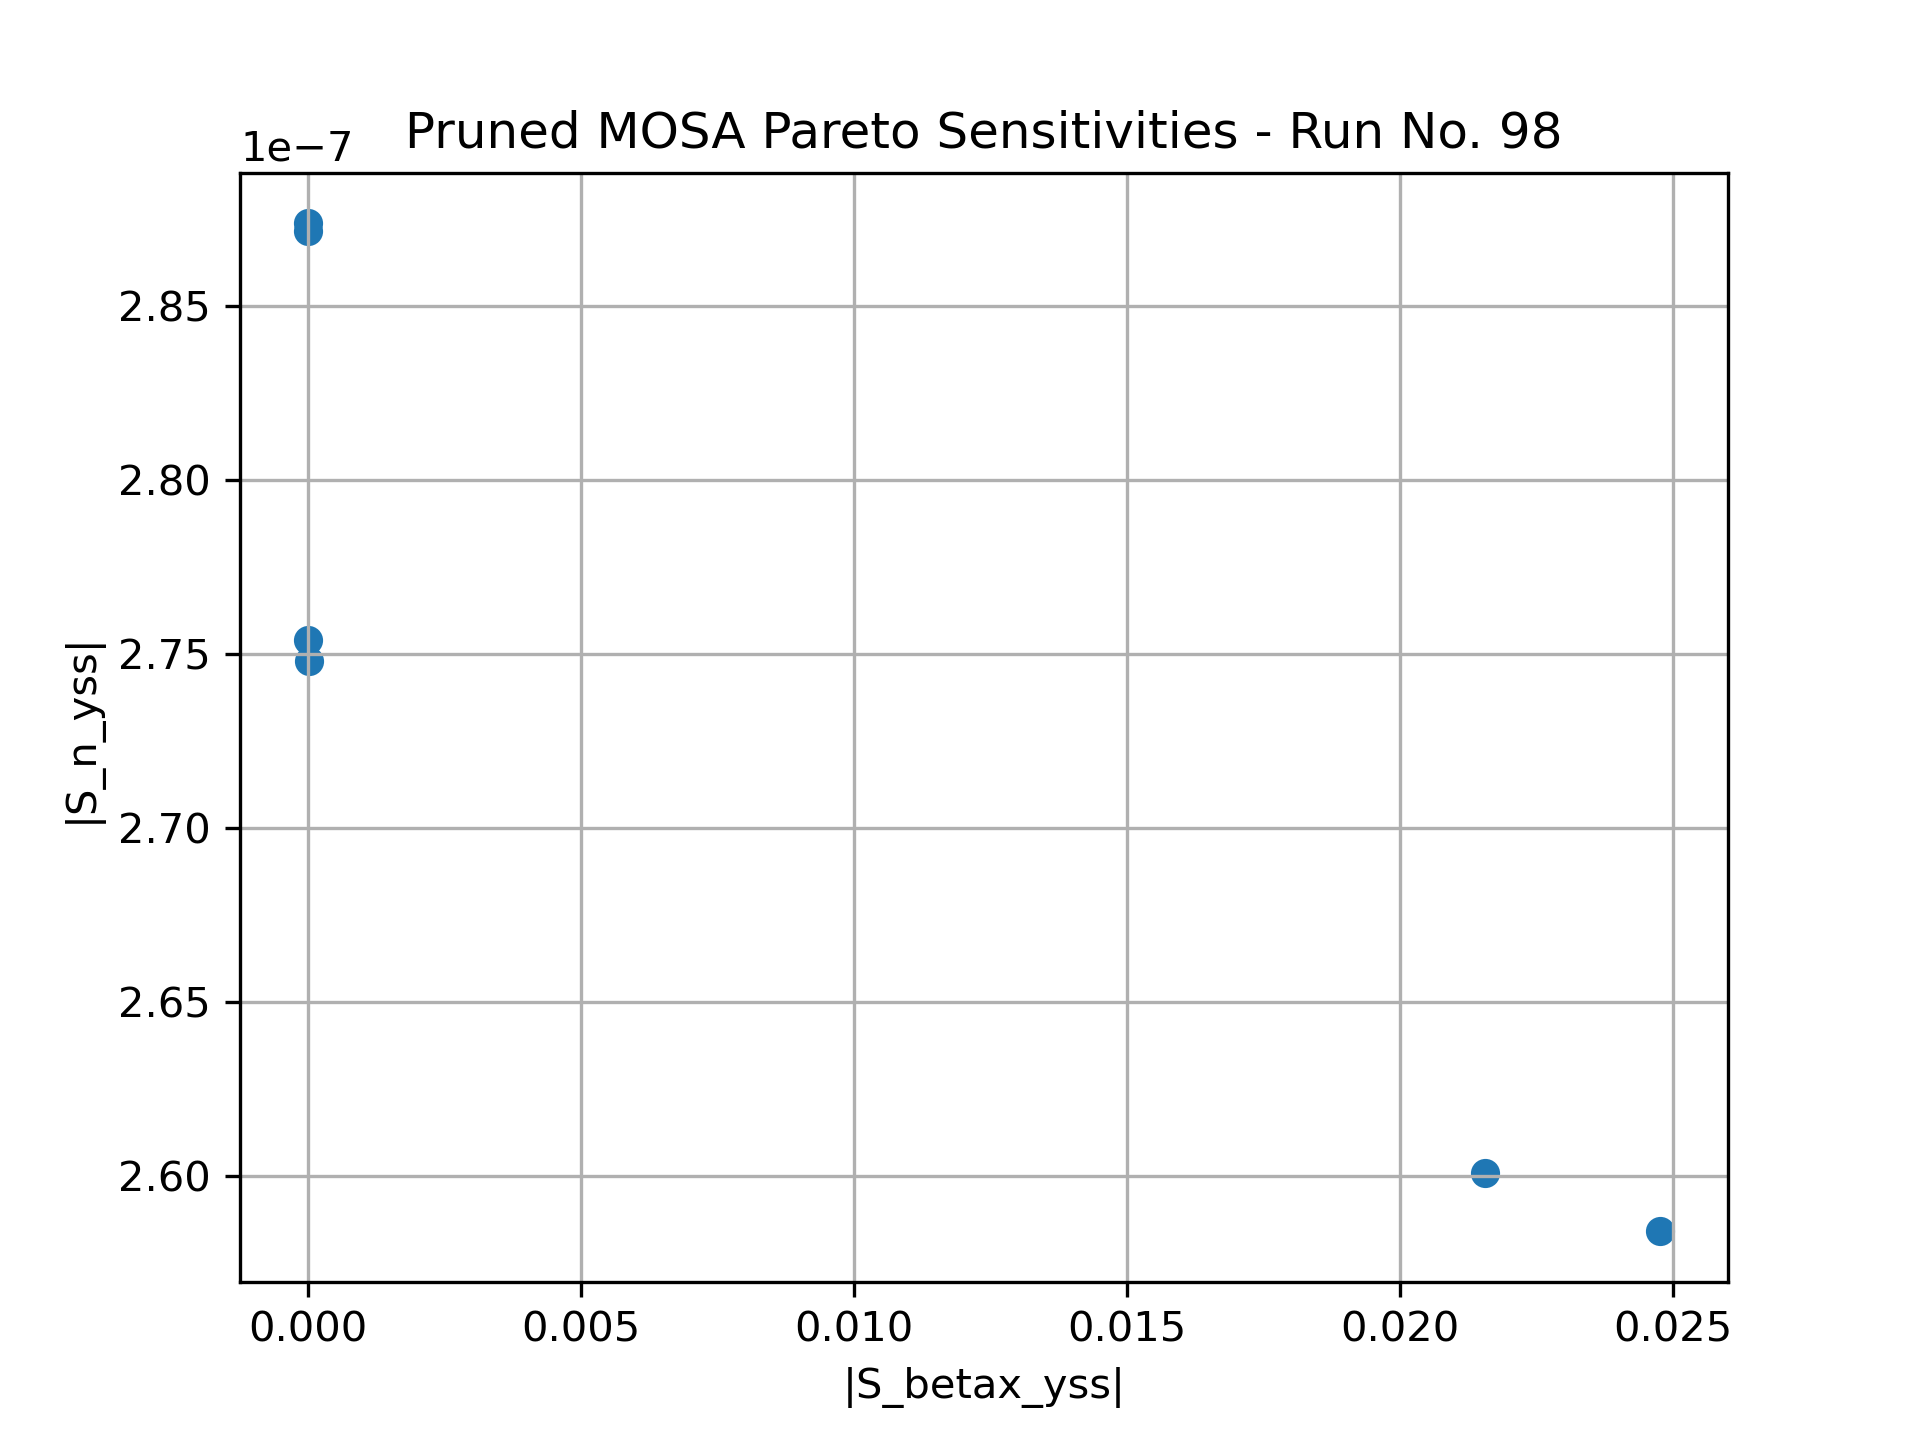 Pruned MOSA Pareto Sensitivities - Run No. 98
1e−7
2.85
2.80
2.75
2.70
2.65
2.60
|S_n_yss|
0.000 0.005 0.010 0.015 0.020 0.025
|S_betax_yss|